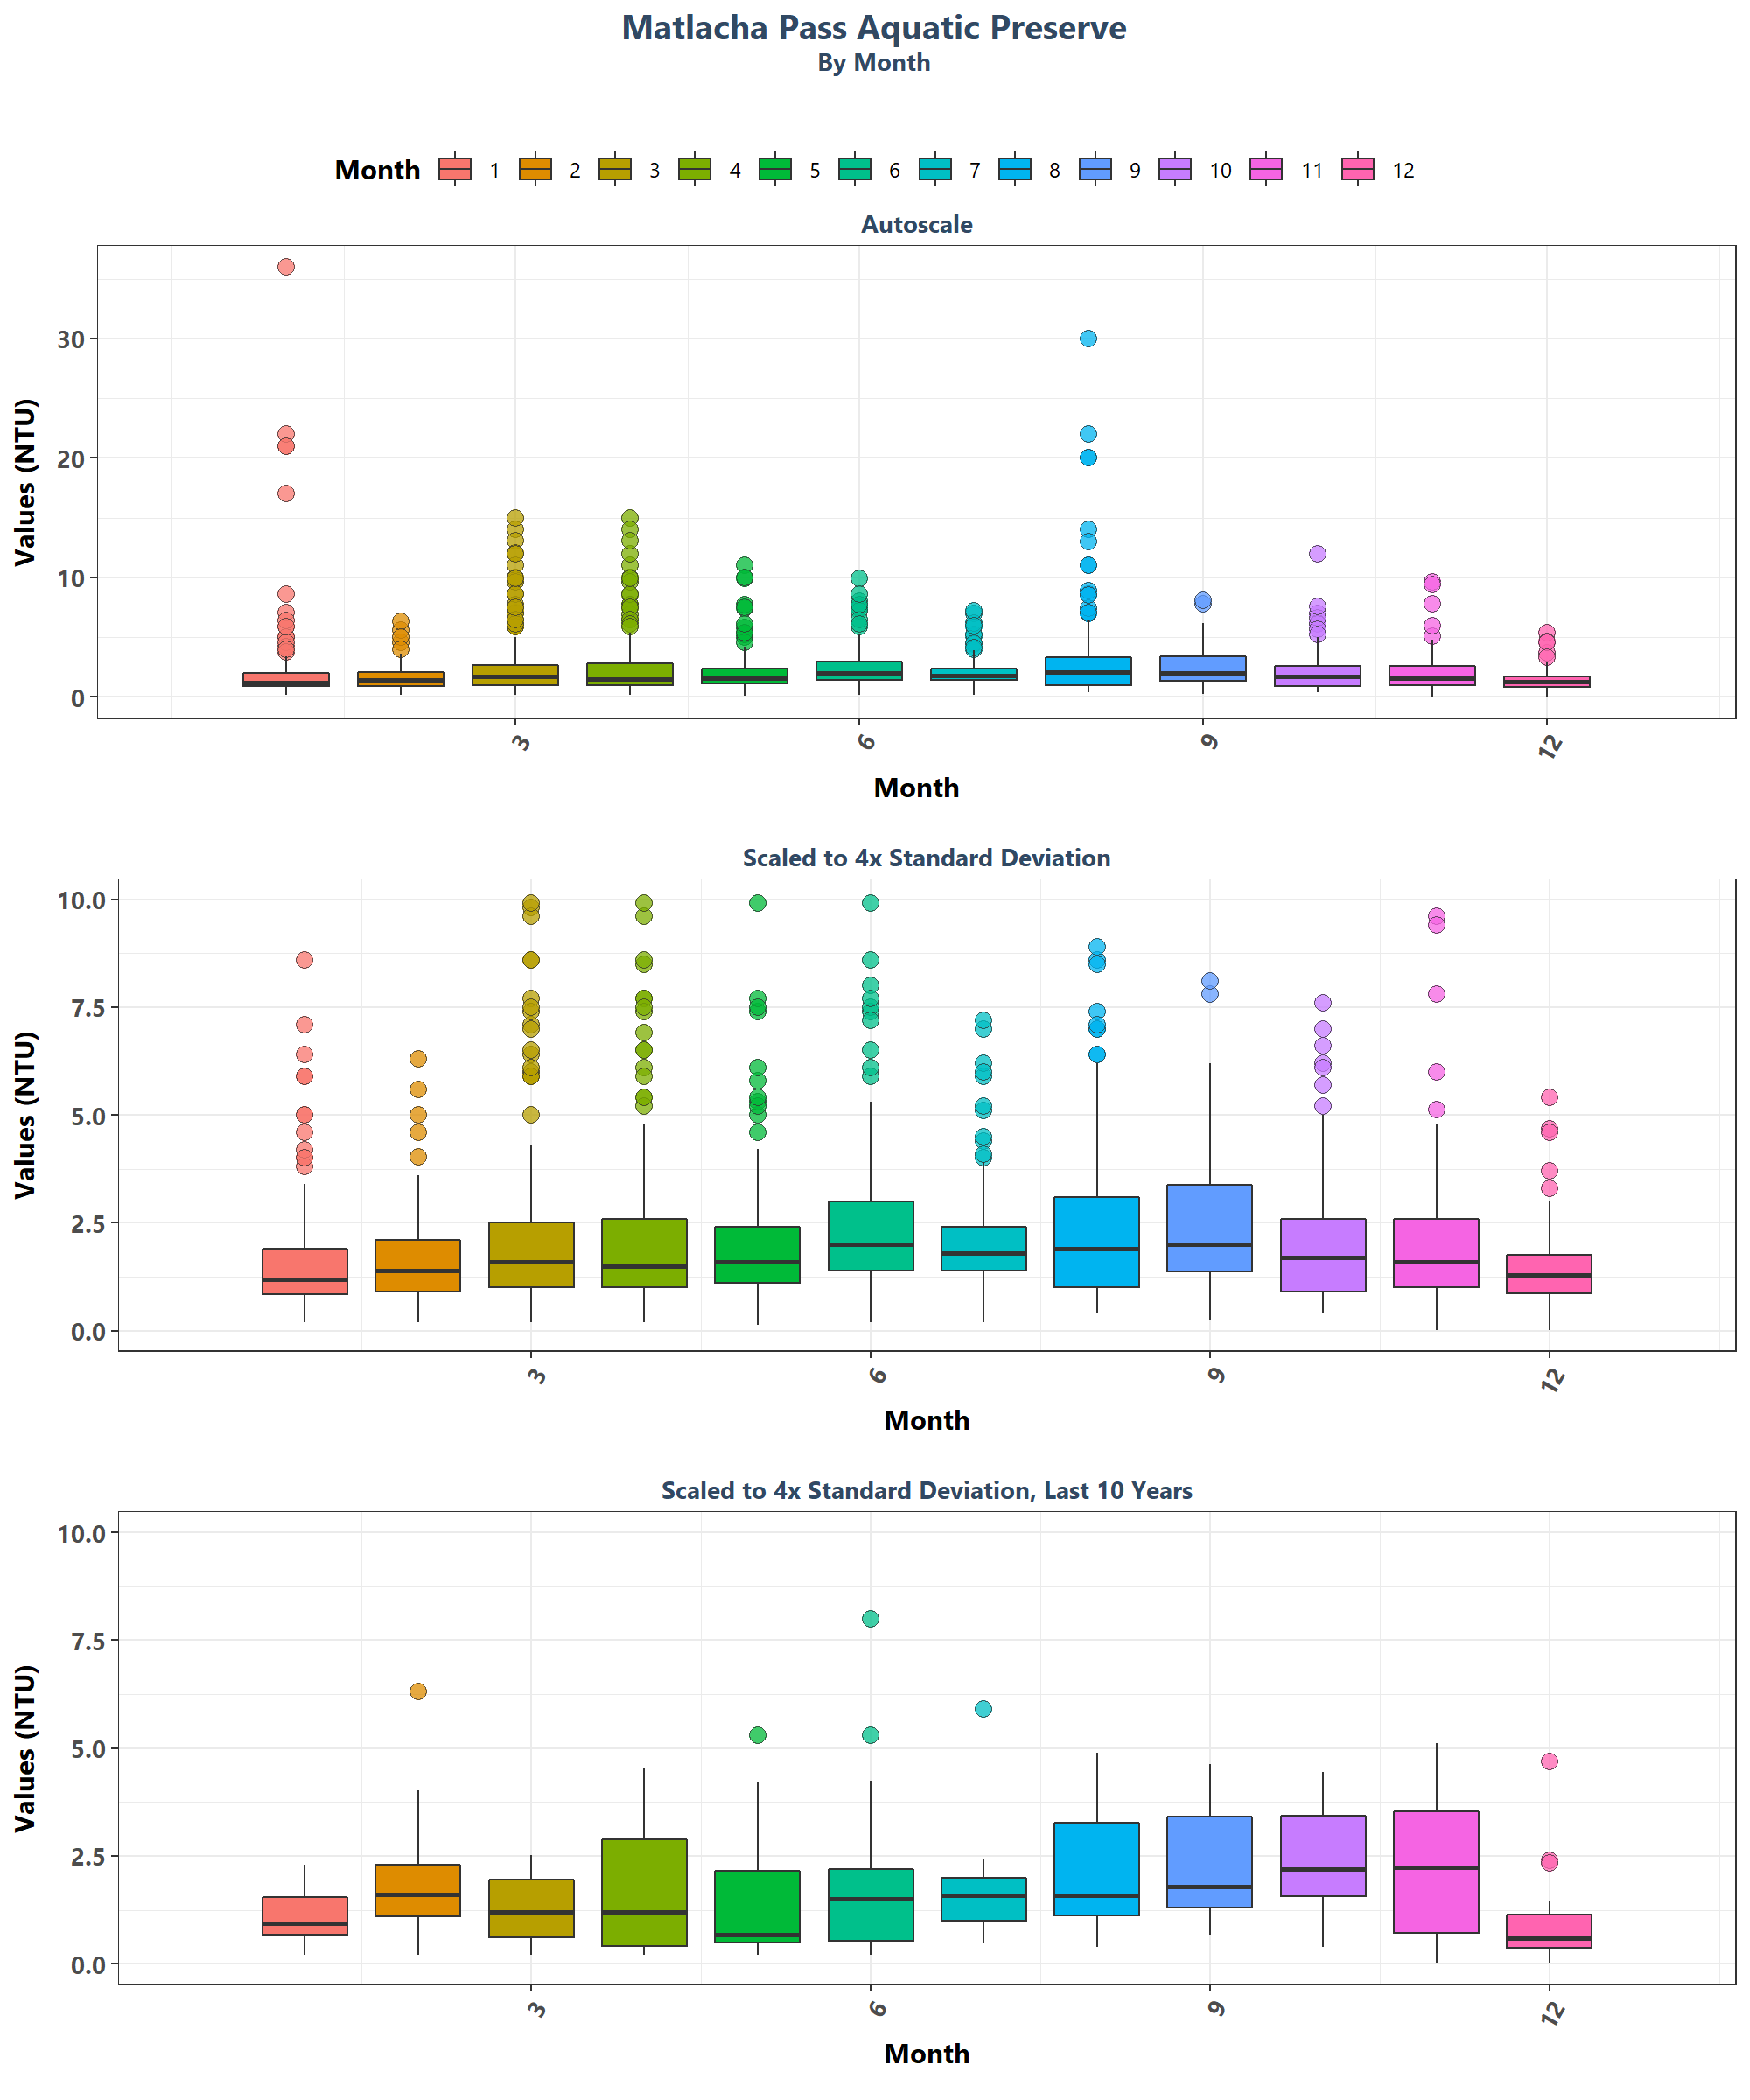 Matlacha Pass Aquatic Preserve
By Month
Month 1 2 3 4 5 6 7 8 9 10 11 12
Autoscale
Values (NTU)
30
20
10
0
3 6 9 12
Month
Scaled to 4x Standard Deviation
Values (NTU)
10.0
7.5
5.0
2.5
0.0
3 6 9 12
Month
Scaled to 4x Standard Deviation, Last 10 Years
Values (NTU)
10.0
7.5
5.0
2.5
0.0
3 6 9 12
Month